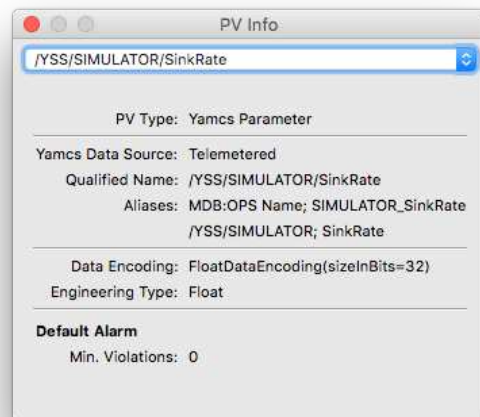 PV Info
/YSS/SIMULATOR/SinkRate
PV Type: Yamcs Parameter
Yamcs Data Source: Telemetered
Qualified Name: /YSS/SIMULATOR/SinkRate
Aliases: MDB:OPS Name; SIMULATOR_SinkRate
/YSS/SIMULATOR; SinkRate
Data Encoding: FloatDataEncoding(sizeInBits=32)
Engineering Type: Float
Default Alarm
Min. Violations: 0